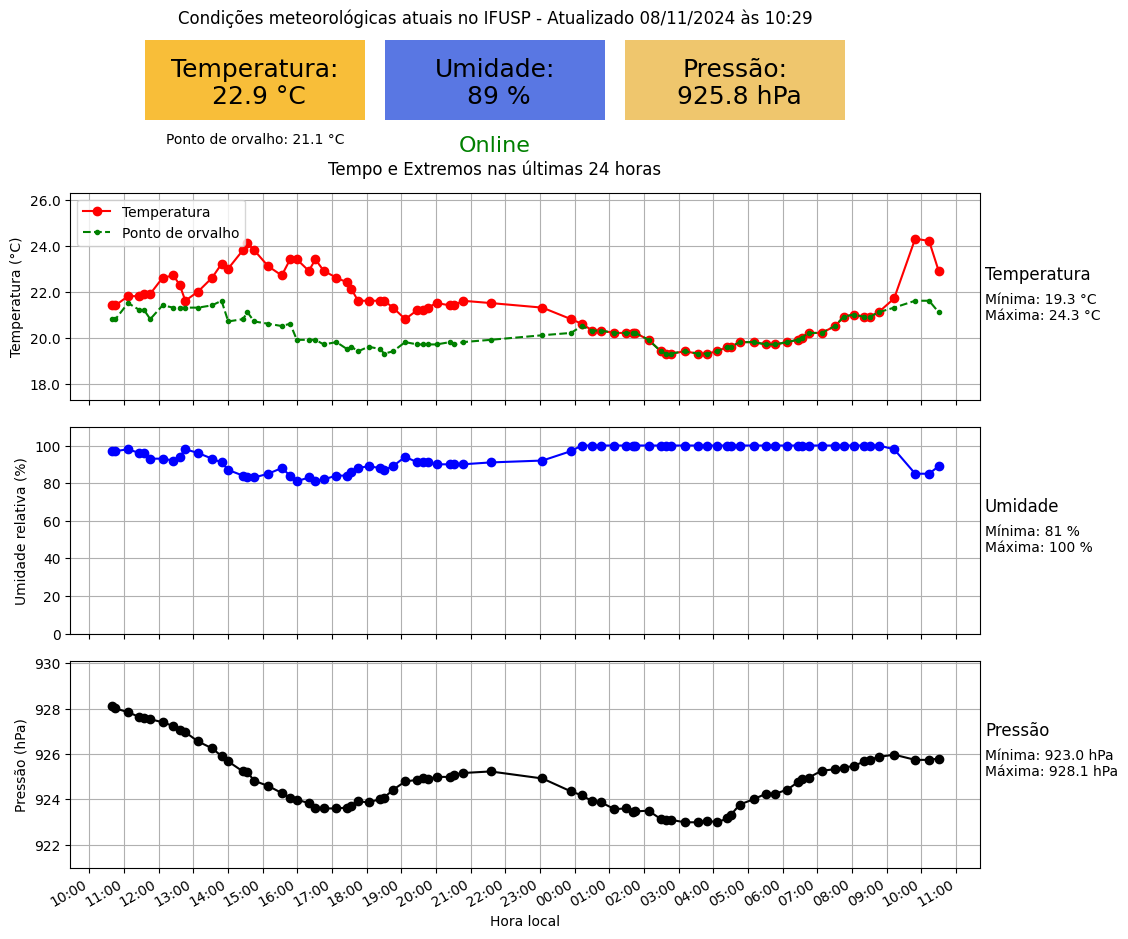 Condições meteorológicas atuais no IFUSP - Atualizado 08/11/2024 às 10:29
Temperatura:
22.9 °C
Umidade:
89 %
Pressão:
925.8 hPa
Ponto de orvalho: 21.1 °C
Online
Tempo e Extremos nas últimas 24 horas
Temperatura (°C)
26.0
24.0
22.0
20.0
18.0
Temperatura
Ponto de orvalho
Temperatura
Mínima: 19.3 °C
Máxima: 24.3 °C
Umidade relativa (%)
100
80
60
40
20
0
Umidade
Mínima: 81 %
Máxima: 100 %
Pressão (hPa)
930
928
926
924
922
Pressão
Mínima: 923.0 hPa
Máxima: 928.1 hPa
10:00 11:00 12:00 13:00 14:00 15:00 16:00 17:00 18:00 19:00 20:00 21:00 22:00 23:00 00:00 01:00 02:00 03:00 04:00 05:00 06:00 07:00 08:00 09:00 10:00 11:00
Hora local